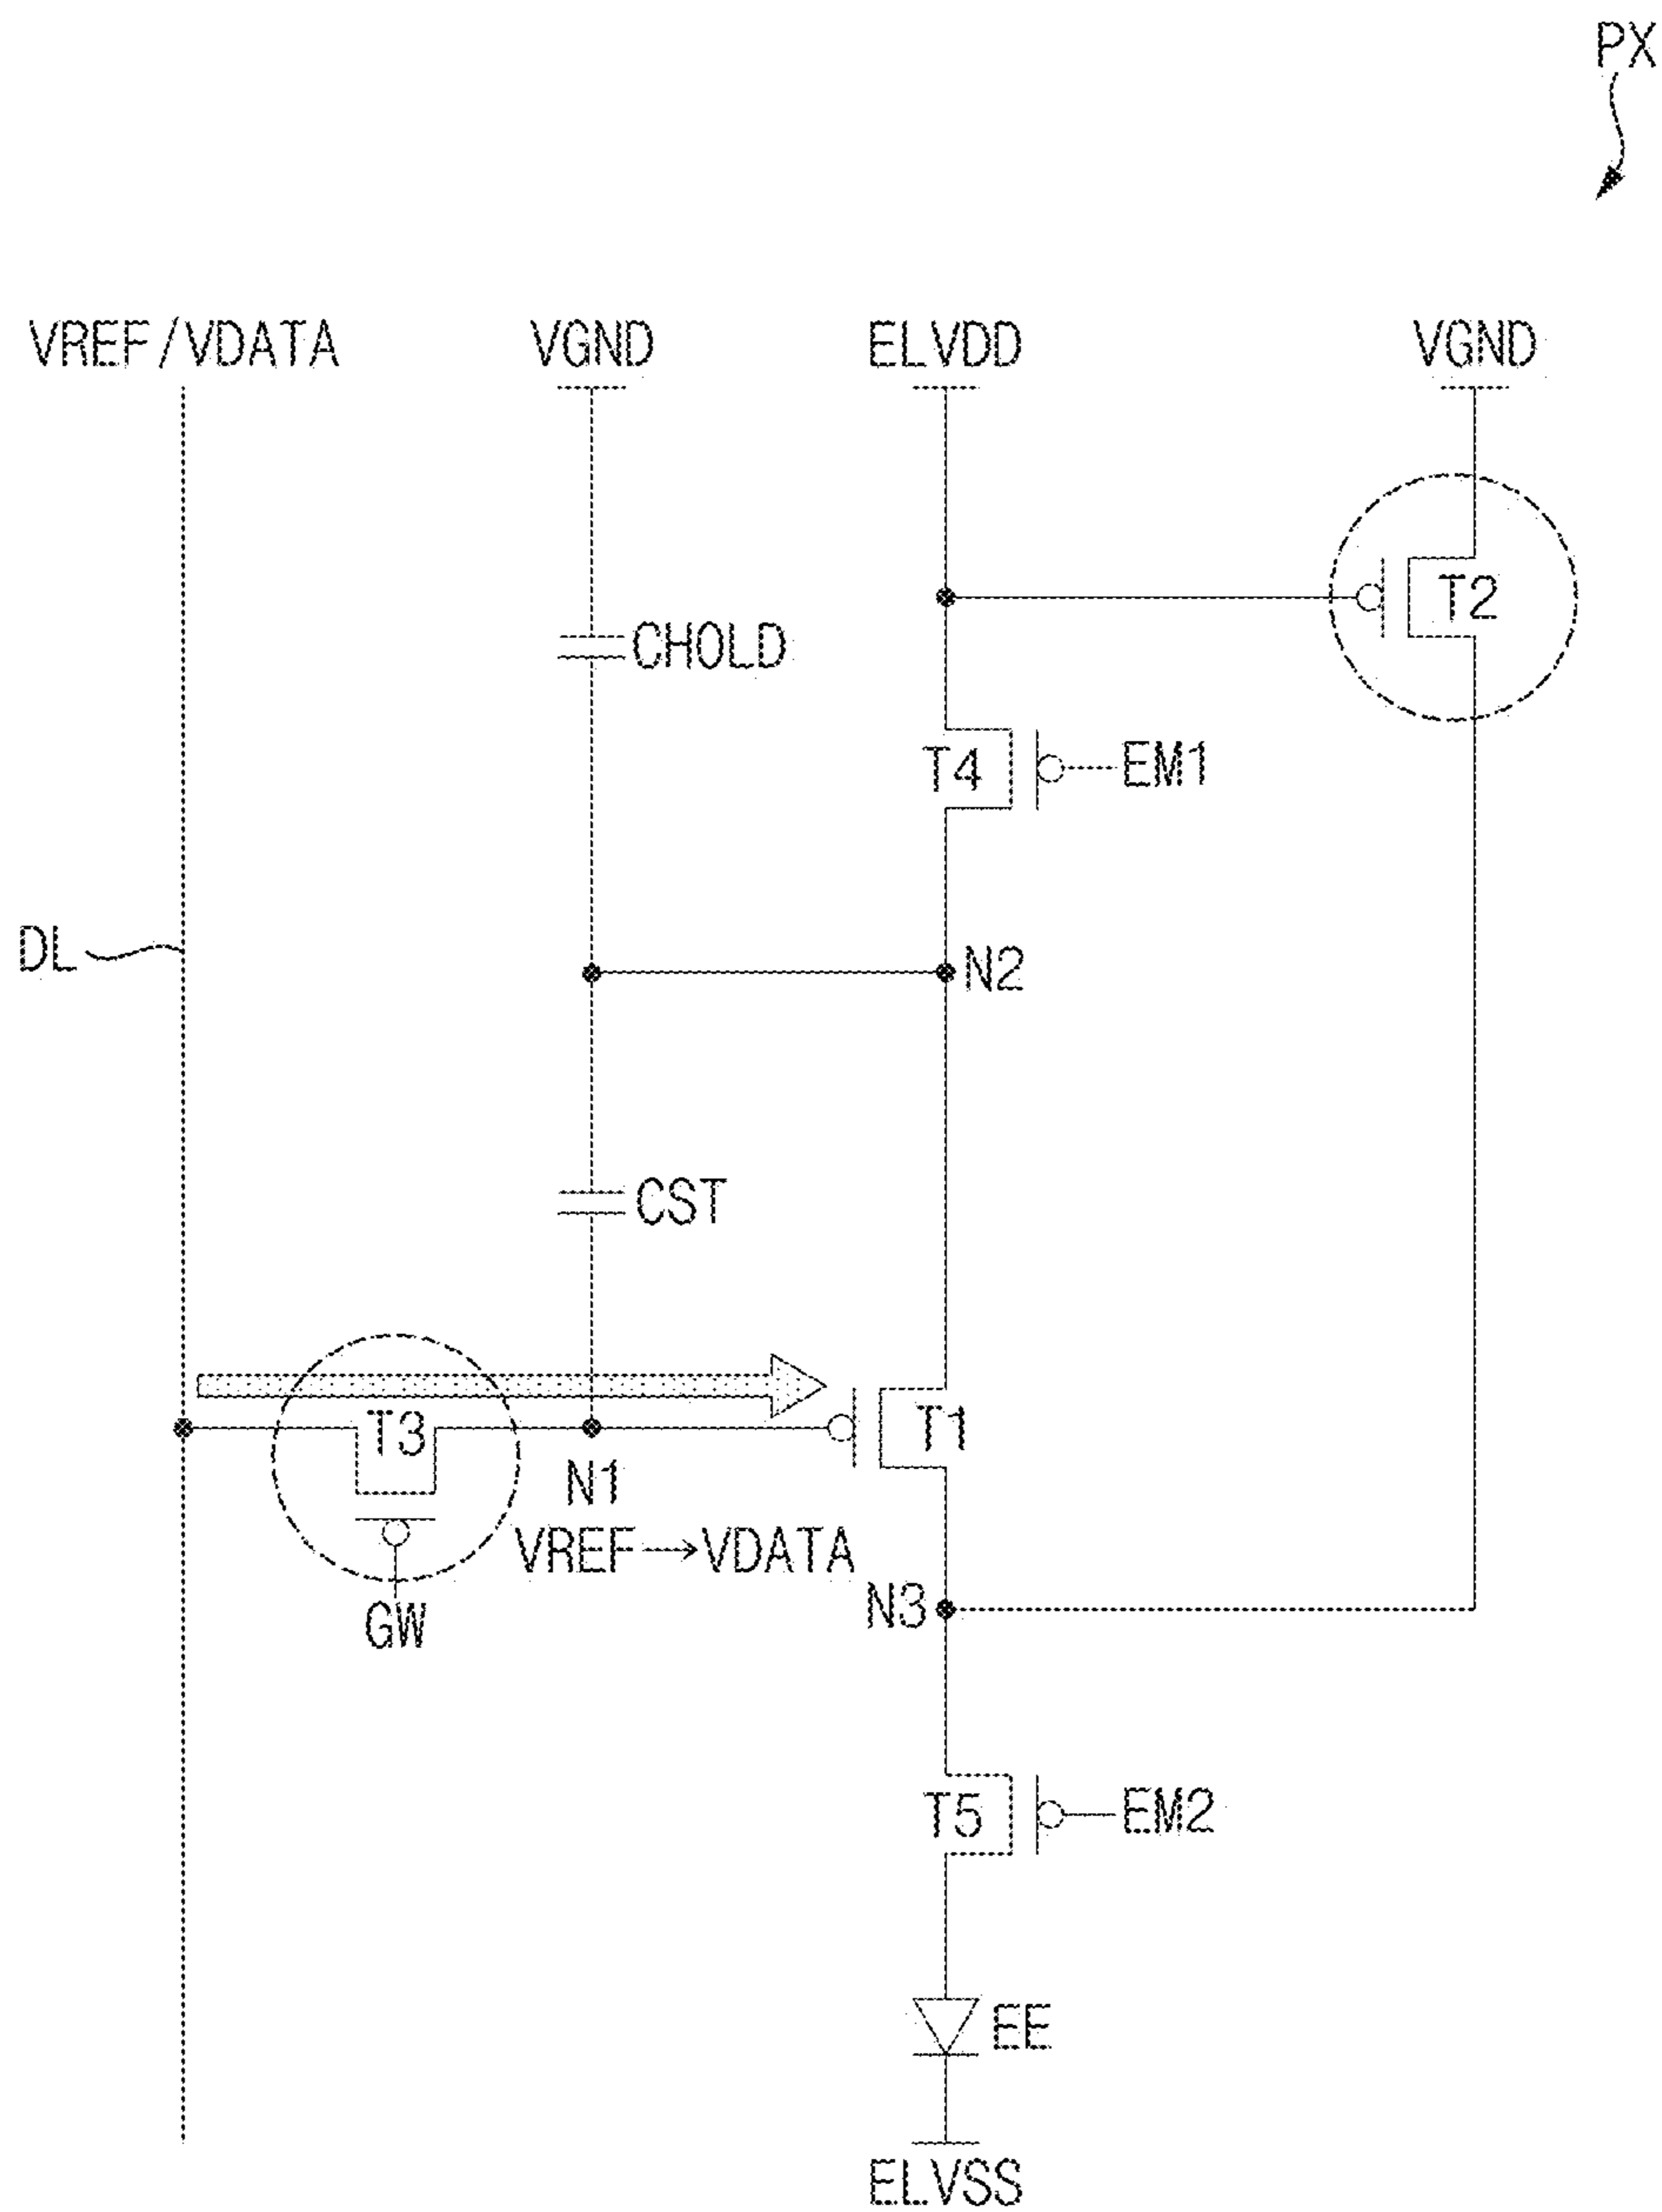 PX
VREF/VDATA
VGND
ELVDD
VGND
T2
CHOLD
T4
EM1
DL
N2
CST
T3
T1
N1
VREF→VDATA
N3
GW
T5
EM2
EE
ELVSS